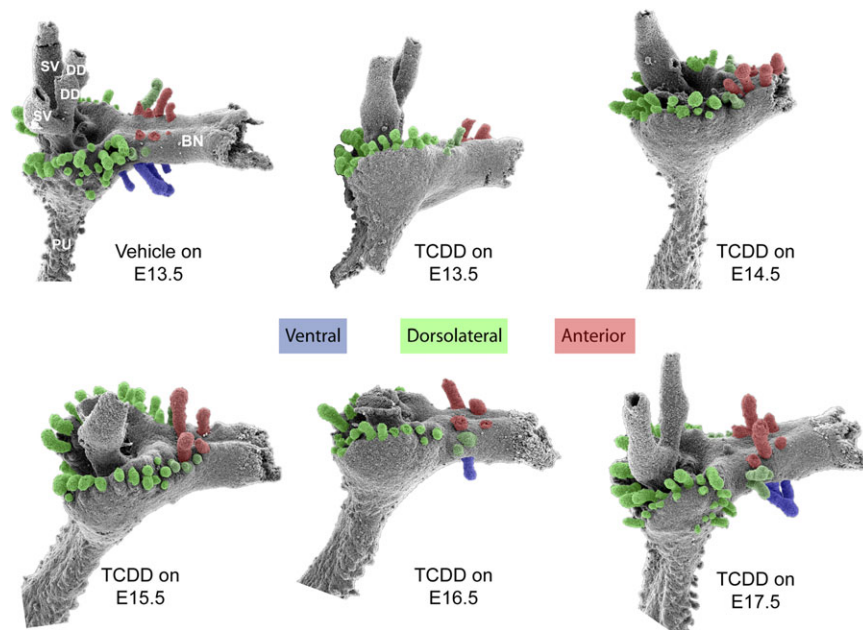 SV
DD
DD
SV
BN
PU
Vehicle on
E13.5
TCDD on
E13.5
TCDD on
E14.5
Ventral
Dorsolateral
Anterior
TCDD on
E15.5
TCDD on
E16.5
TCDD on
E17.5